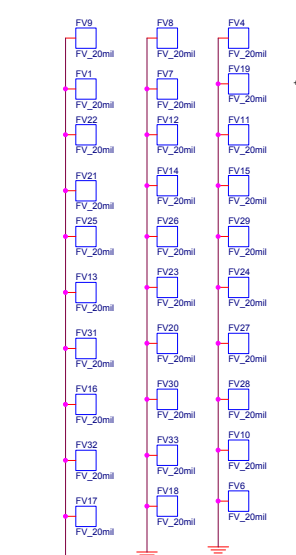 FV9
FV_20mil
FV1
FV_20mil
FV22
FV_20mil
FV21
FV_20mil
FV25
FV_20mil
FV13
FV_20mil
FV31
FV_20mil
FV16
FV_20mil
FV32
FV_20mil
FV17
FV_20mil
FV8
FV_20mil
FV7
FV_20mil
FV12
FV_20mil
FV14
FV_20mil
FV26
FV_20mil
FV23
FV_20mil
FV20
FV_20mil
FV30
FV_20mil
FV33
FV_20mil
FV18
FV_20mil
FV4
FV_20mil
FV19
FV_20mil
FV11
FV_20mil
FV15
FV_20mil
FV29
FV_20mil
FV24
FV_20mil
FV27
FV_20mil
FV28
FV_20mil
FV10
FV_20mil
FV6
FV_20mil